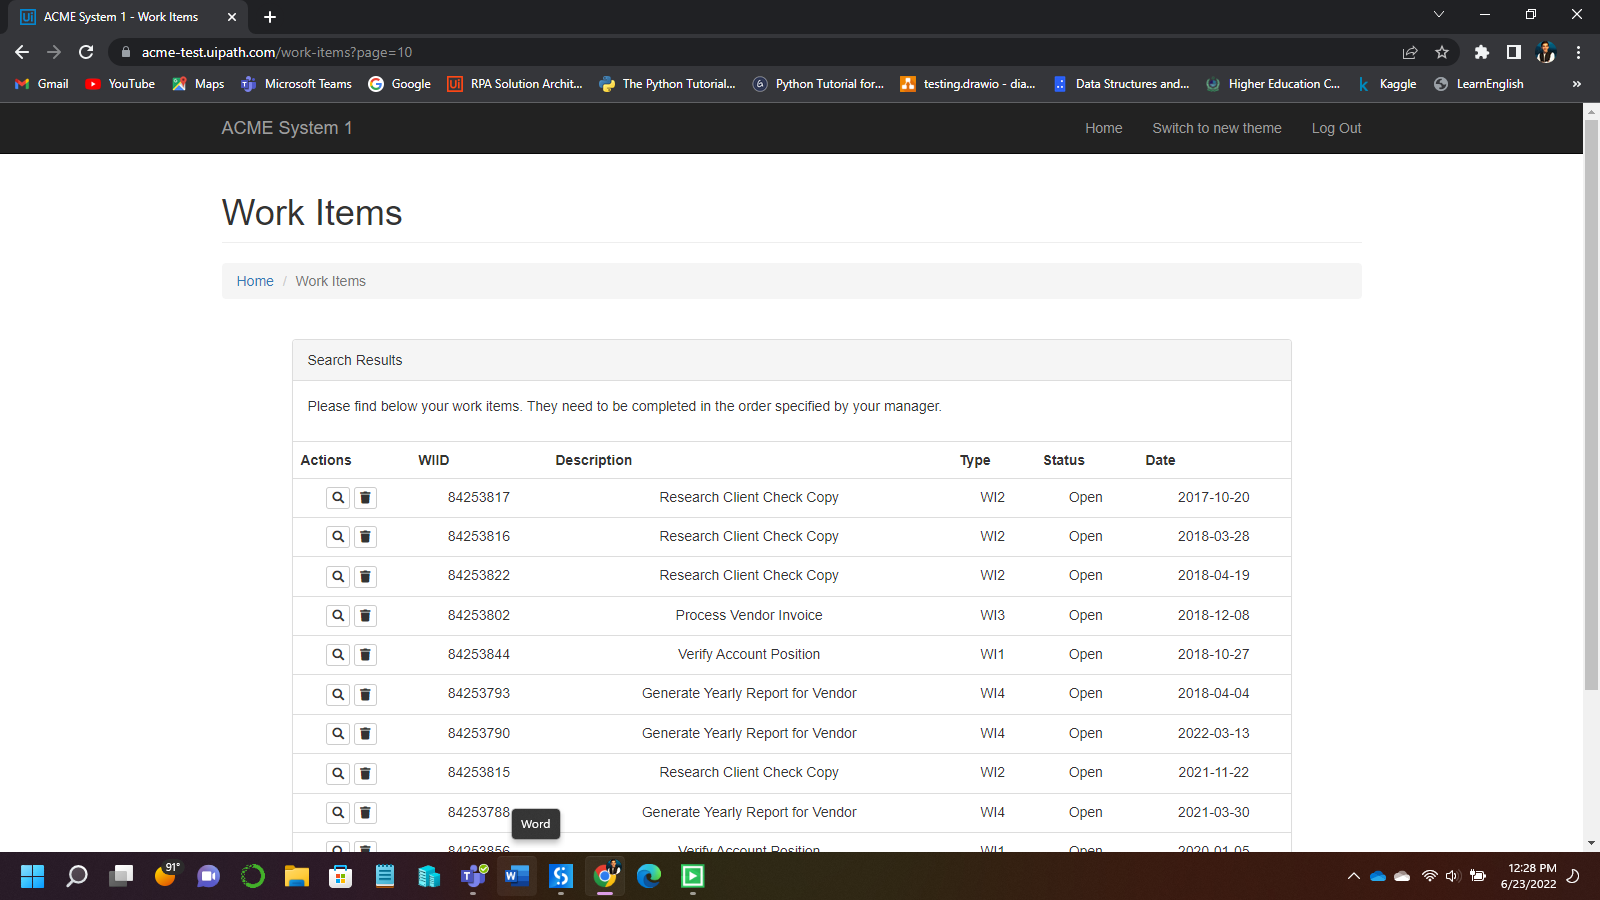 ACME System 1 - Work Items
acme-test.uipath.com/work-items?page=10
Gmail YouTube Maps Microsoft Teams Google RPA Solution Archit... The Python Tutorial... Python Tutorial for... testing.drawio - dia... Data Structures and... Higher Education C... Kaggle LearnEnglish »
ACME System 1 Home Switch to new theme Log Out
Work Items
Home / Work Items
Search Results
Please find below your work items. They need to be completed in the order specified by your manager.
Actions WIID Description Type Status Date
84253817 Research Client Check Copy WI2 Open 2017-10-20
84253816 Research Client Check Copy WI2 Open 2018-03-28
84253822 Research Client Check Copy WI2 Open 2018-04-19
84253802 Process Vendor Invoice WI3 Open 2018-12-08
84253844 Verify Account Position WI1 Open 2018-10-27
84253793 Generate Yearly Report for Vendor WI4 Open 2018-04-04
84253790 Generate Yearly Report for Vendor WI4 Open 2022-03-13
84253815 Research Client Check Copy WI2 Open 2021-11-22
84253788 Generate Yearly Report for Vendor WI4 Open 2021-03-30
Word
84253856 Verify Account Position WI1 Open 2020-01-05
91°
12:28 PM
6/23/2022